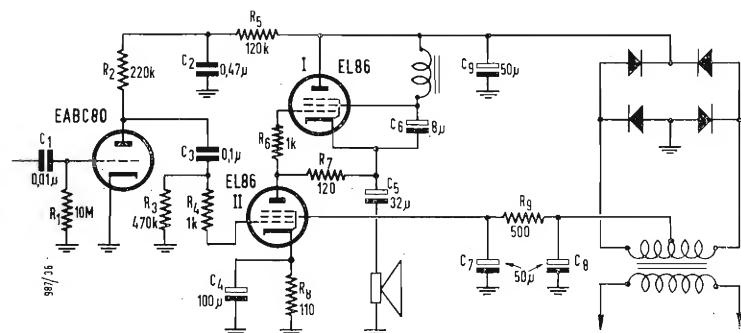 R5
120k
C2
0,47µ
R2
220k
I
EL86
C9
50µ
EABC80
C6
8µ
C1
0,01µ
C3
0,1µ
R6
1k
R7
120
C5
32µ
R1
10M
R3
470k
R4
1k
EL86
II
R9
500
C7
50µ
C8
C4
100µ
R8
110
987/36